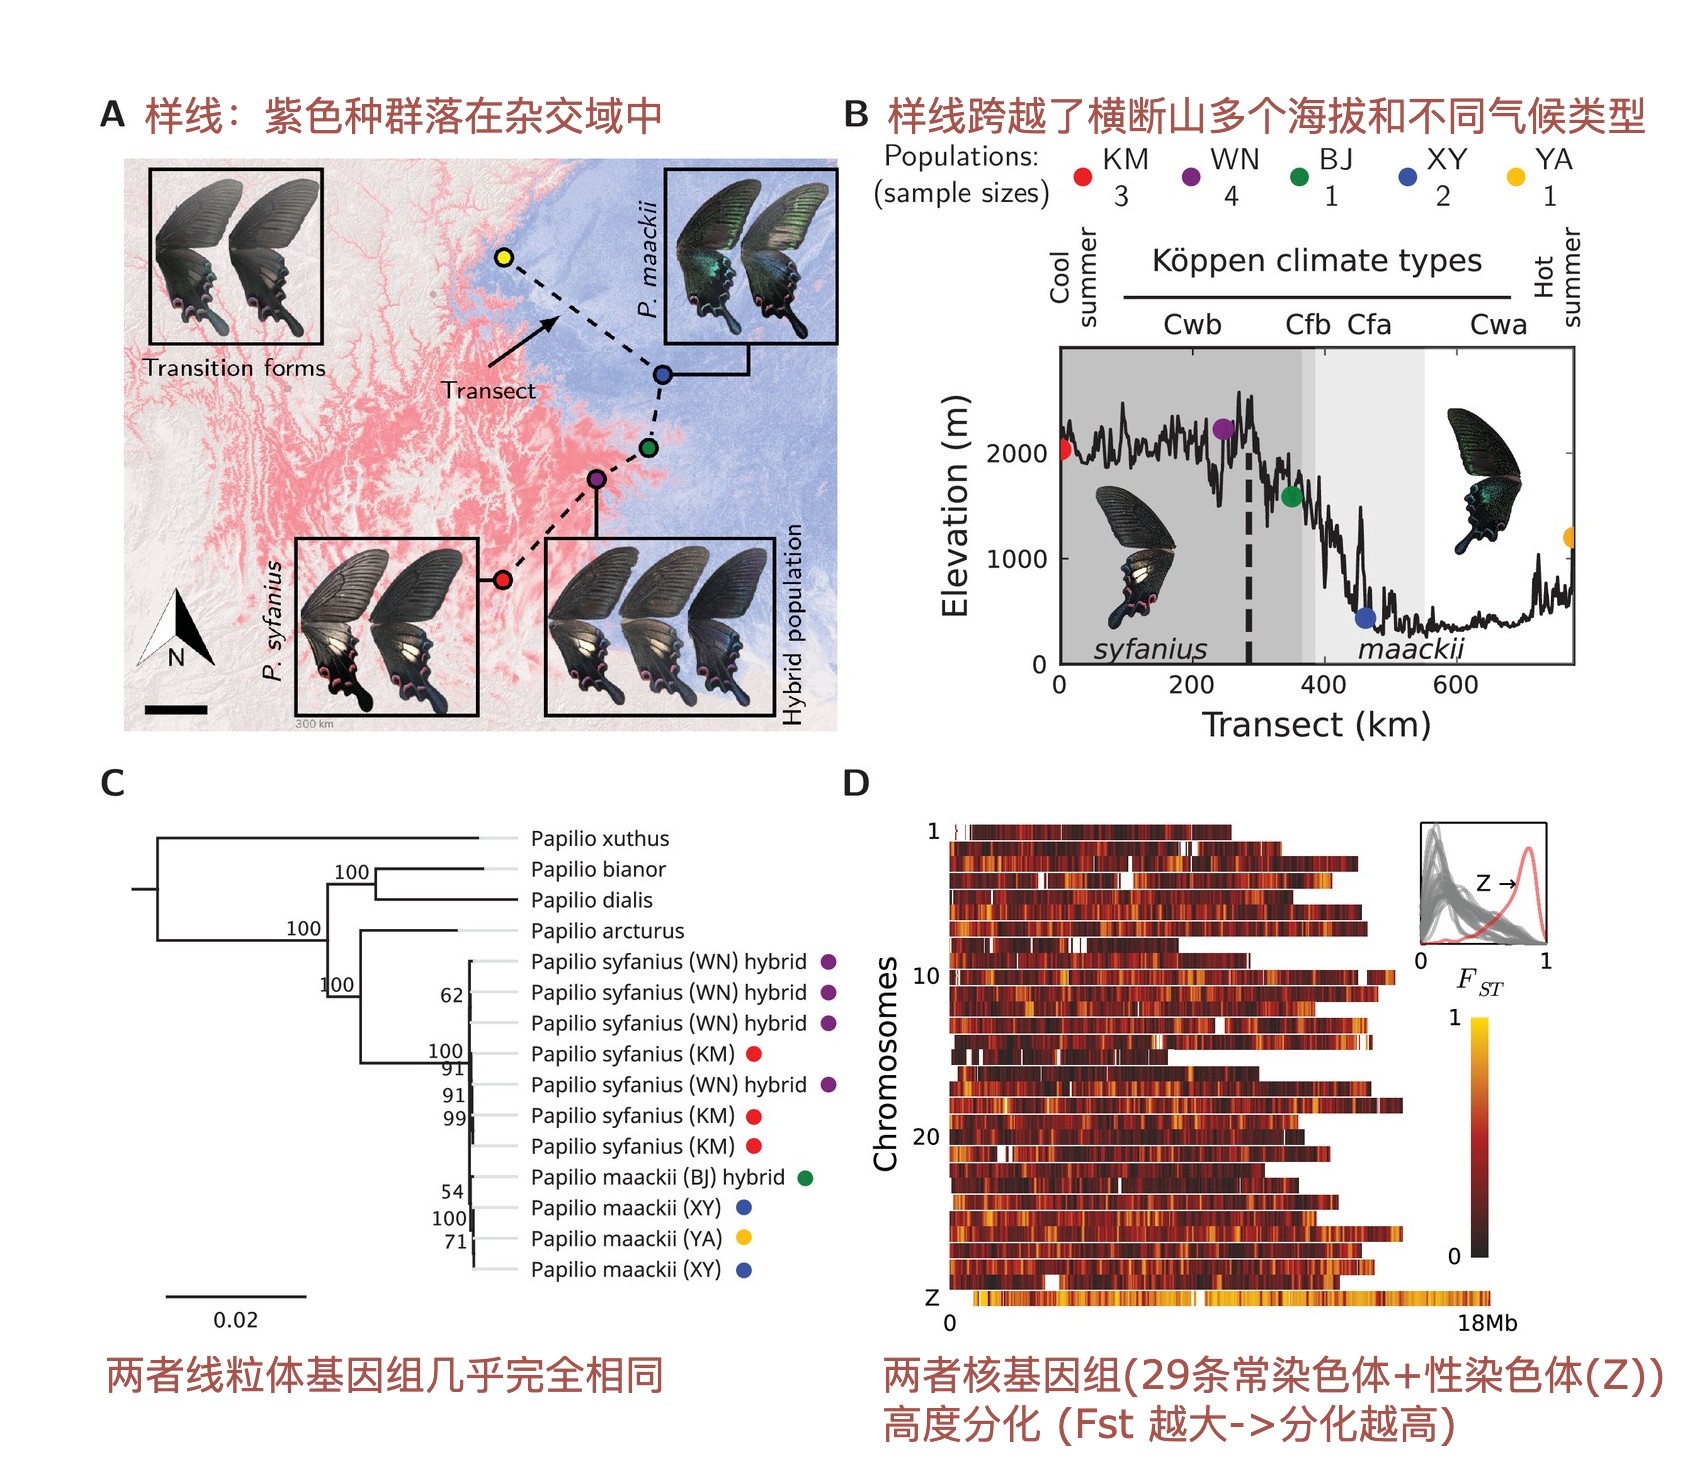 A 样线：紫色种群落在杂交域中
Transition forms
P. maackii
Transect
P. syfanius
Hybrid population
N
300 km
B 样线跨越了横断山多个海拔和不同气候类型
Populations: KM WN BJ XY YA
(sample sizes) 3 4 1 2 1
Cool summer
Köppen climate types
Hot summer
Cwb Cfb Cfa Cwa
Elevation (m)
2000
1000
0
syfanius maackii
0 200 400 600
Transect (km)
C
Papilio xuthus
100 Papilio bianor
Papilio dialis
100 Papilio arcturus
100
Papilio syfanius (WN) hybrid
62 Papilio syfanius (WN) hybrid
Papilio syfanius (WN) hybrid
100 Papilio syfanius (KM)
91
91 Papilio syfanius (WN) hybrid
99 Papilio syfanius (KM)
Papilio syfanius (KM)
54 Papilio maackii (BJ) hybrid
100 Papilio maackii (XY)
71 Papilio maackii (YA)
Papilio maackii (XY)
0.02
两者线粒体基因组几乎完全相同
D
Chromosomes
1
10
20
Z
0 18Mb
Z→
0 1
FST
1
0
两者核基因组(29条常染色体+性染色体(Z))
高度分化 (Fst 越大->分化越高)